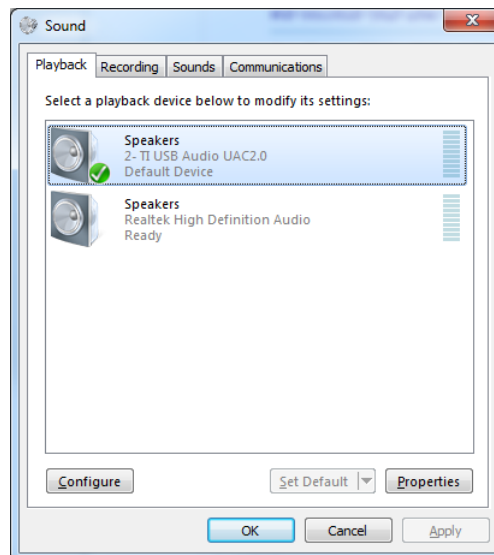 Sound
Playback
Recording
Sounds
Communications
Select a playback device below to modify its settings:
Speakers
2- TI USB Audio UAC2.0
Default Device
Speakers
Realtek High Definition Audio
Ready
Configure
Set Default
Properties
OK
Cancel
Apply